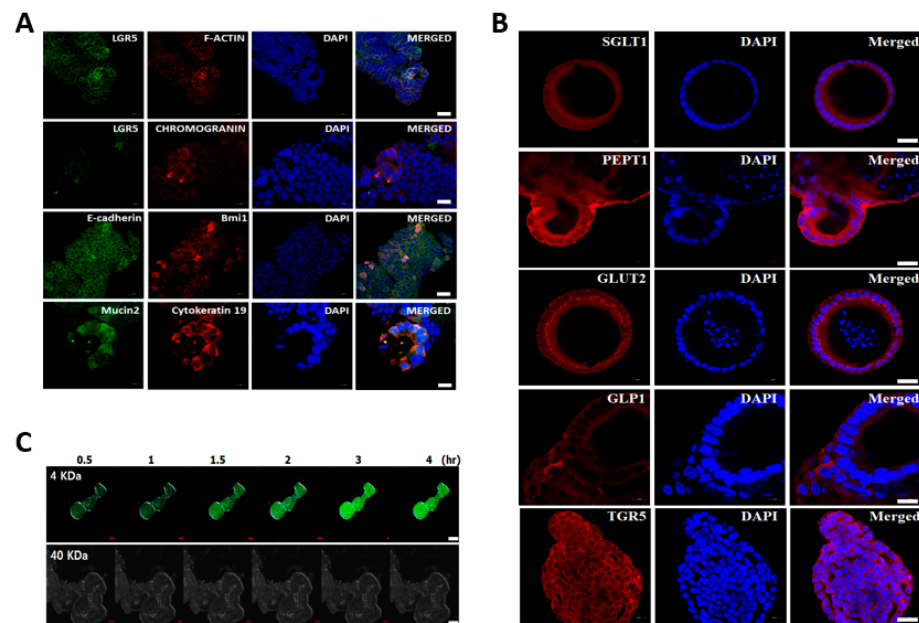 A
LGR5 F-ACTIN DAPI MERGED
LGR5 CHROMOGRANIN DAPI MERGED
E-cadherin Bmi1 DAPI MERGED
Mucin2 Cytokeratin 19 DAPI MERGED
B
SGLT1 DAPI Merged
PEPT1 DAPI Merged
GLUT2 DAPI Merged
GLP1 DAPI Merged
TGR5 DAPI Merged
C
0.5 1 1.5 2 3 4 (hr)
4 KDa
40 KDa